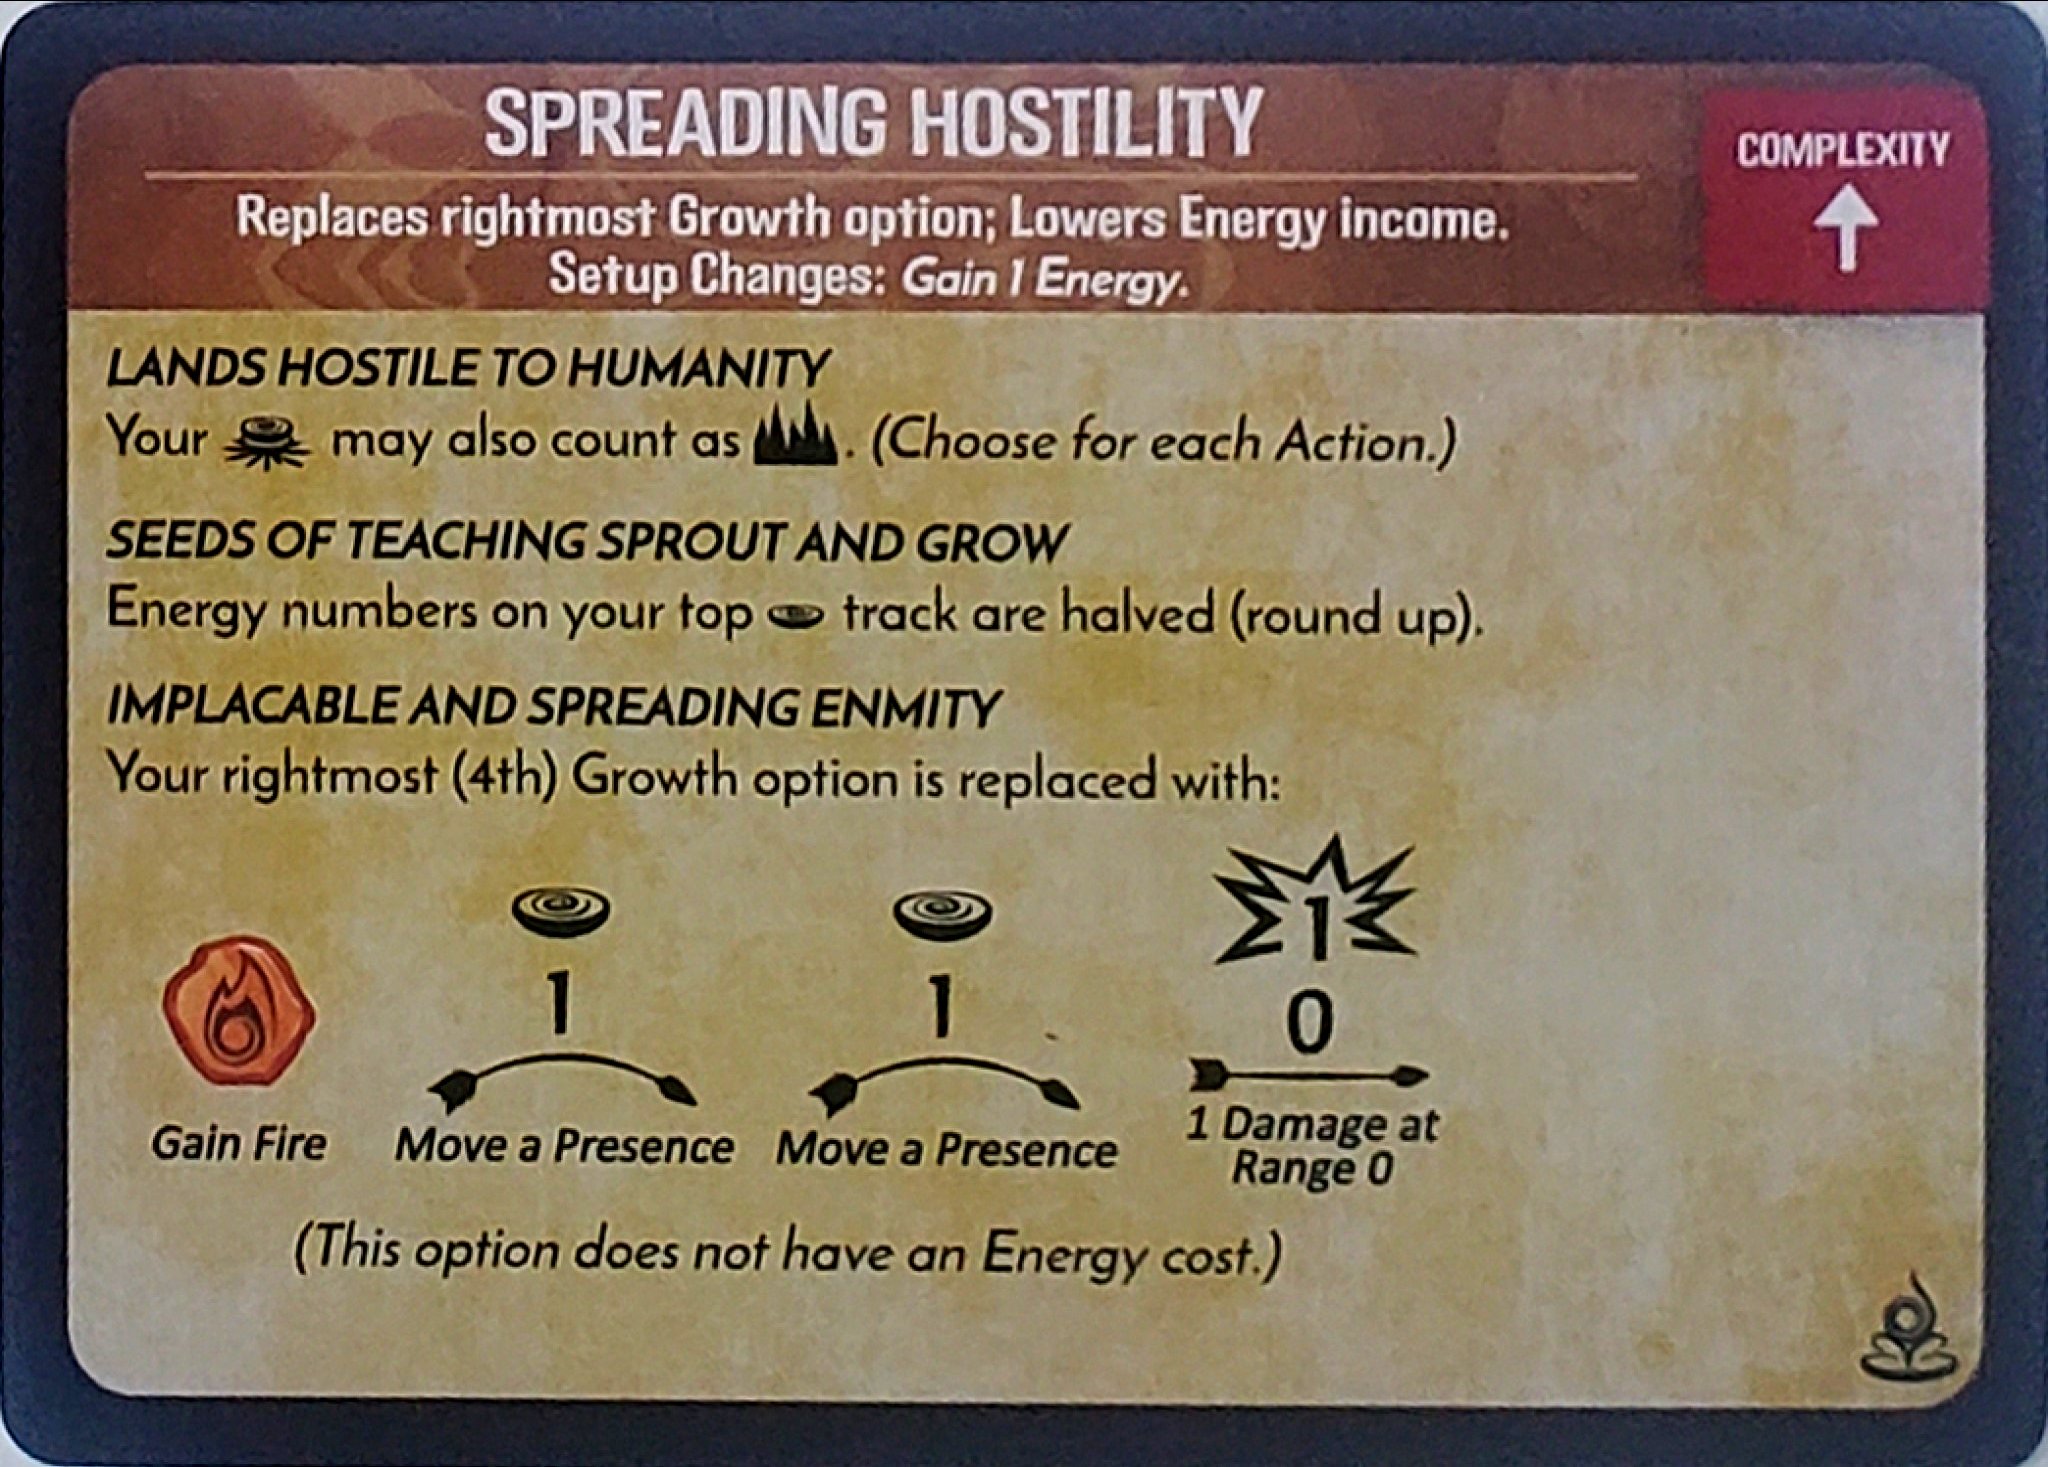 SPREADING HOSTILITY
COMPLEXITY
Replaces rightmost Growth option; Lowers Energy income.
Setup Changes: Gain 1 Energy.
LANDS HOSTILE TO HUMANITY
Your may also count as . (Choose for each Action.)
SEEDS OF TEACHING SPROUT AND GROW
Energy numbers on your top track are halved (round up).
IMPLACABLE AND SPREADING ENMITY
Your rightmost (4th) Growth option is replaced with:
1 1 1
0
Gain Fire Move a Presence Move a Presence 1 Damage at
Range 0
(This option does not have an Energy cost.)